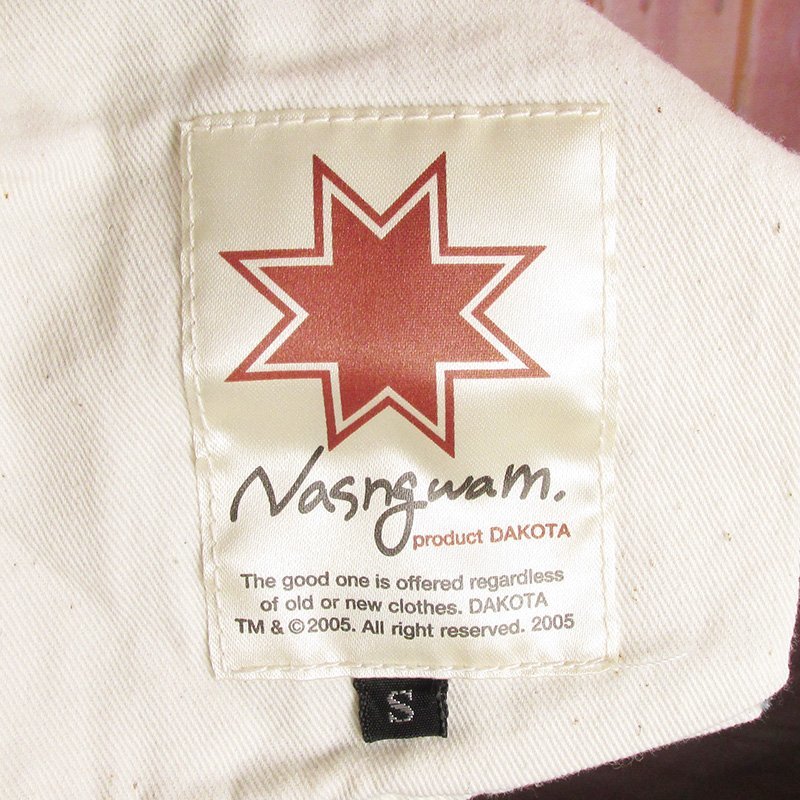 Nasngwam.
product DAKOTA
The good one is offered regardless
of old or new clothes. DAKOTA
TM & ©2005. All right reserved. 2005
S